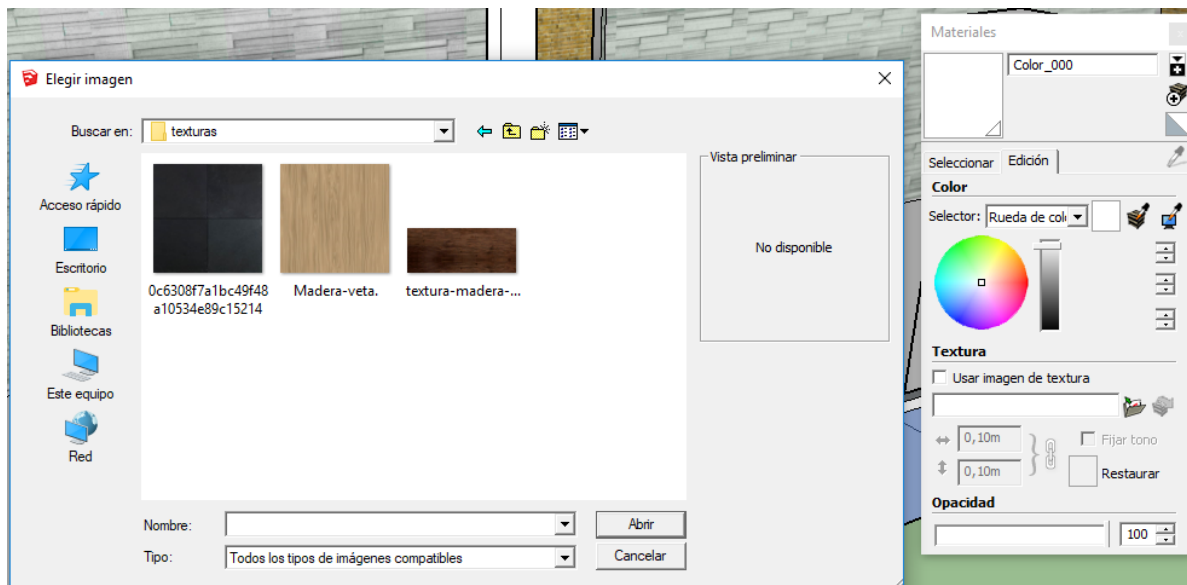 Materiales
Color_000
Elegir imagen
Buscar en:
texturas
Vista preliminar
No disponible
Acceso rápido
Escritorio
Bibliotecas
Este equipo
Red
0c6308f7a1bc49f48
a10534e89c15214
Madera-veta.
textura-madera-...
Nombre:
Abrir
Tipo:
Todos los tipos de imágenes compatibles
Cancelar
Seleccionar
Edición
Color
Selector:
Rueda de col
Textura
Usar imagen de textura
0,10m
Fijar tono
0,10m
Restaurar
Opacidad
100